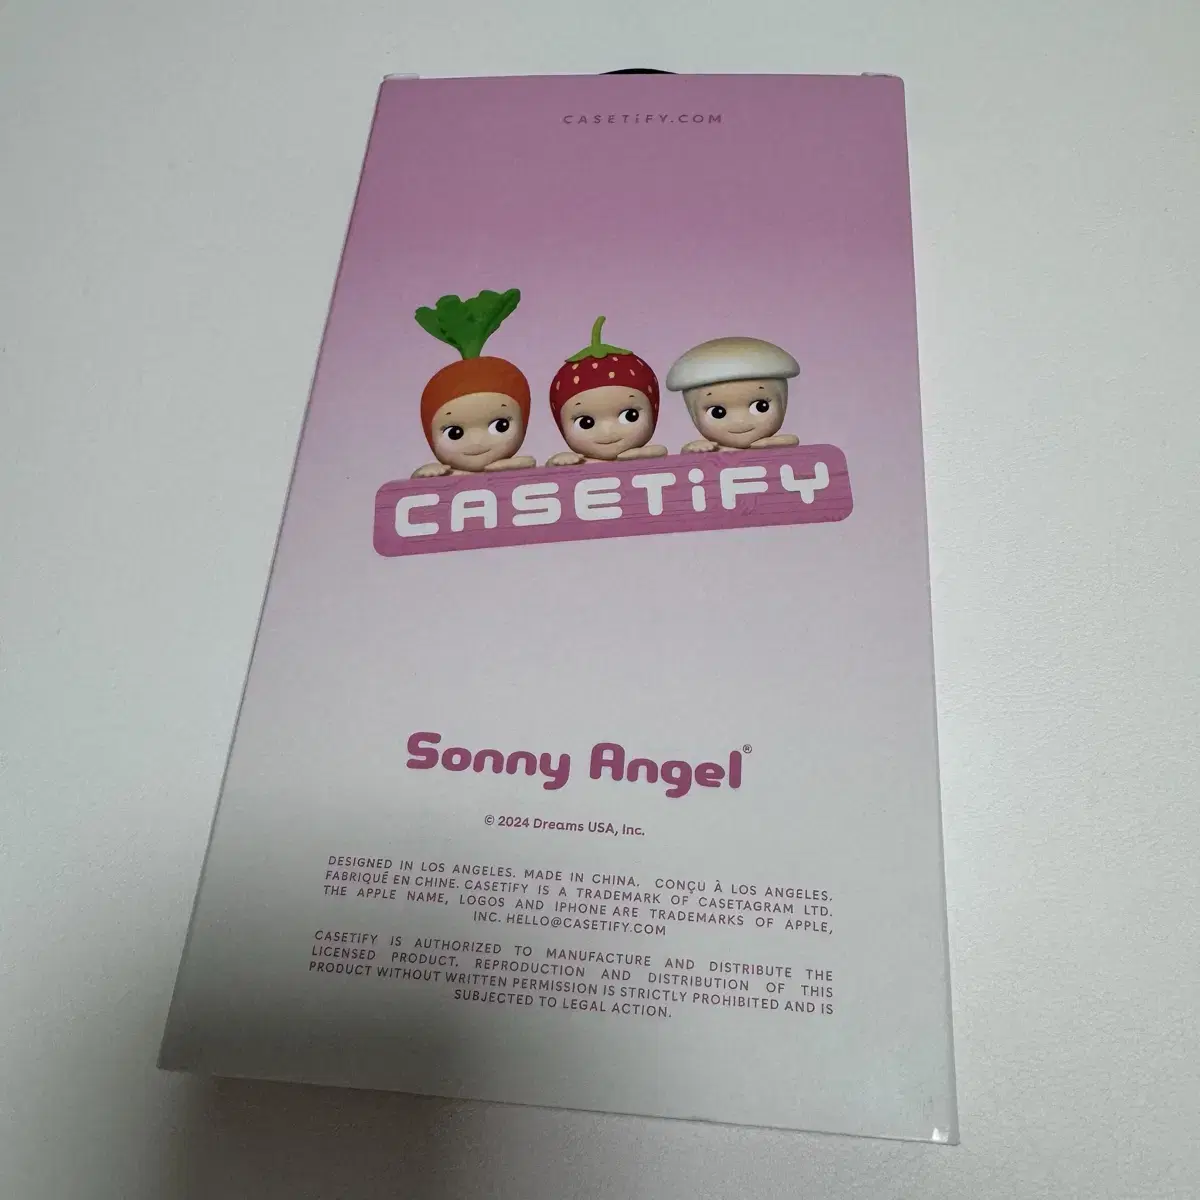 CASETiFY.COM
CASETiFY
Sonny Angel®
© 2024 Dreams USA, Inc.
DESIGNED IN LOS ANGELES. MADE IN CHINA. CONÇU À LOS ANGELES.
FABRIQUÉ EN CHINE. CASETiFY IS A TRADEMARK OF CASETAGRAM LTD.
THE APPLE NAME, LOGOS AND IPHONE ARE TRADEMARKS OF APPLE,
INC. HELLO@CASETiFY.COM
CASETiFY IS AUTHORIZED TO MANUFACTURE AND DISTRIBUTE THE
LICENSED PRODUCT. REPRODUCTION AND DISTRIBUTION OF THIS
PRODUCT WITHOUT WRITTEN PERMISSION IS STRICTLY PROHIBITED AND IS
SUBJECTED TO LEGAL ACTION.